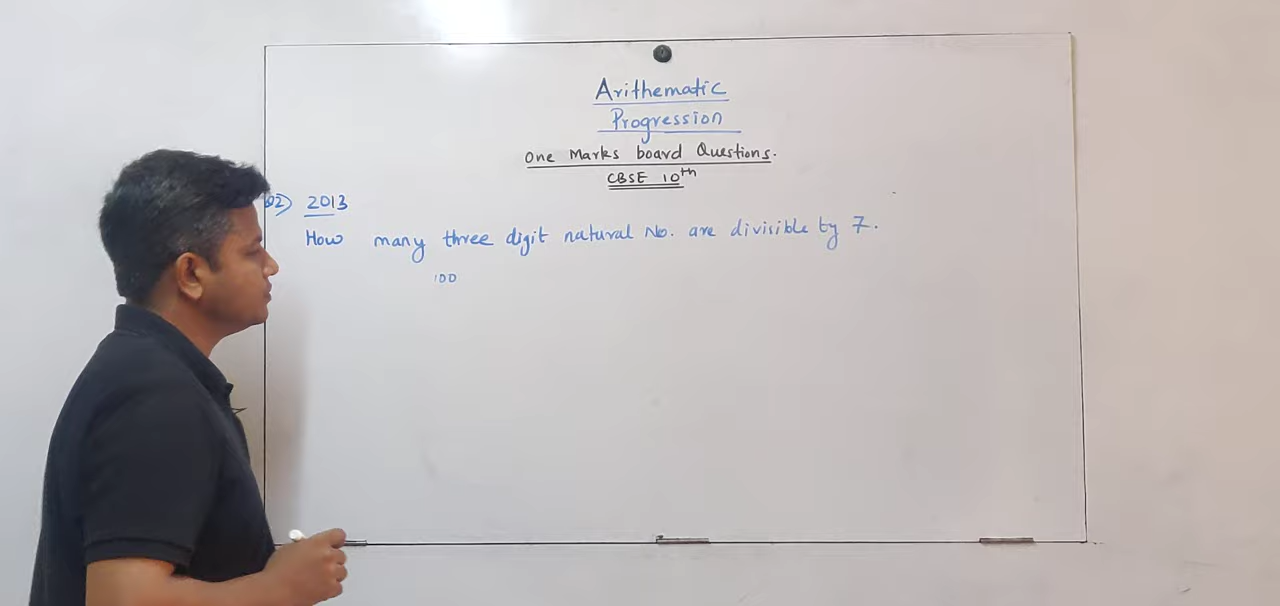 Arithematic
Progression
One Marks board Questions.
CBSE 10th
02) 2013
How many three digit natural No. are divisible by 7.
100